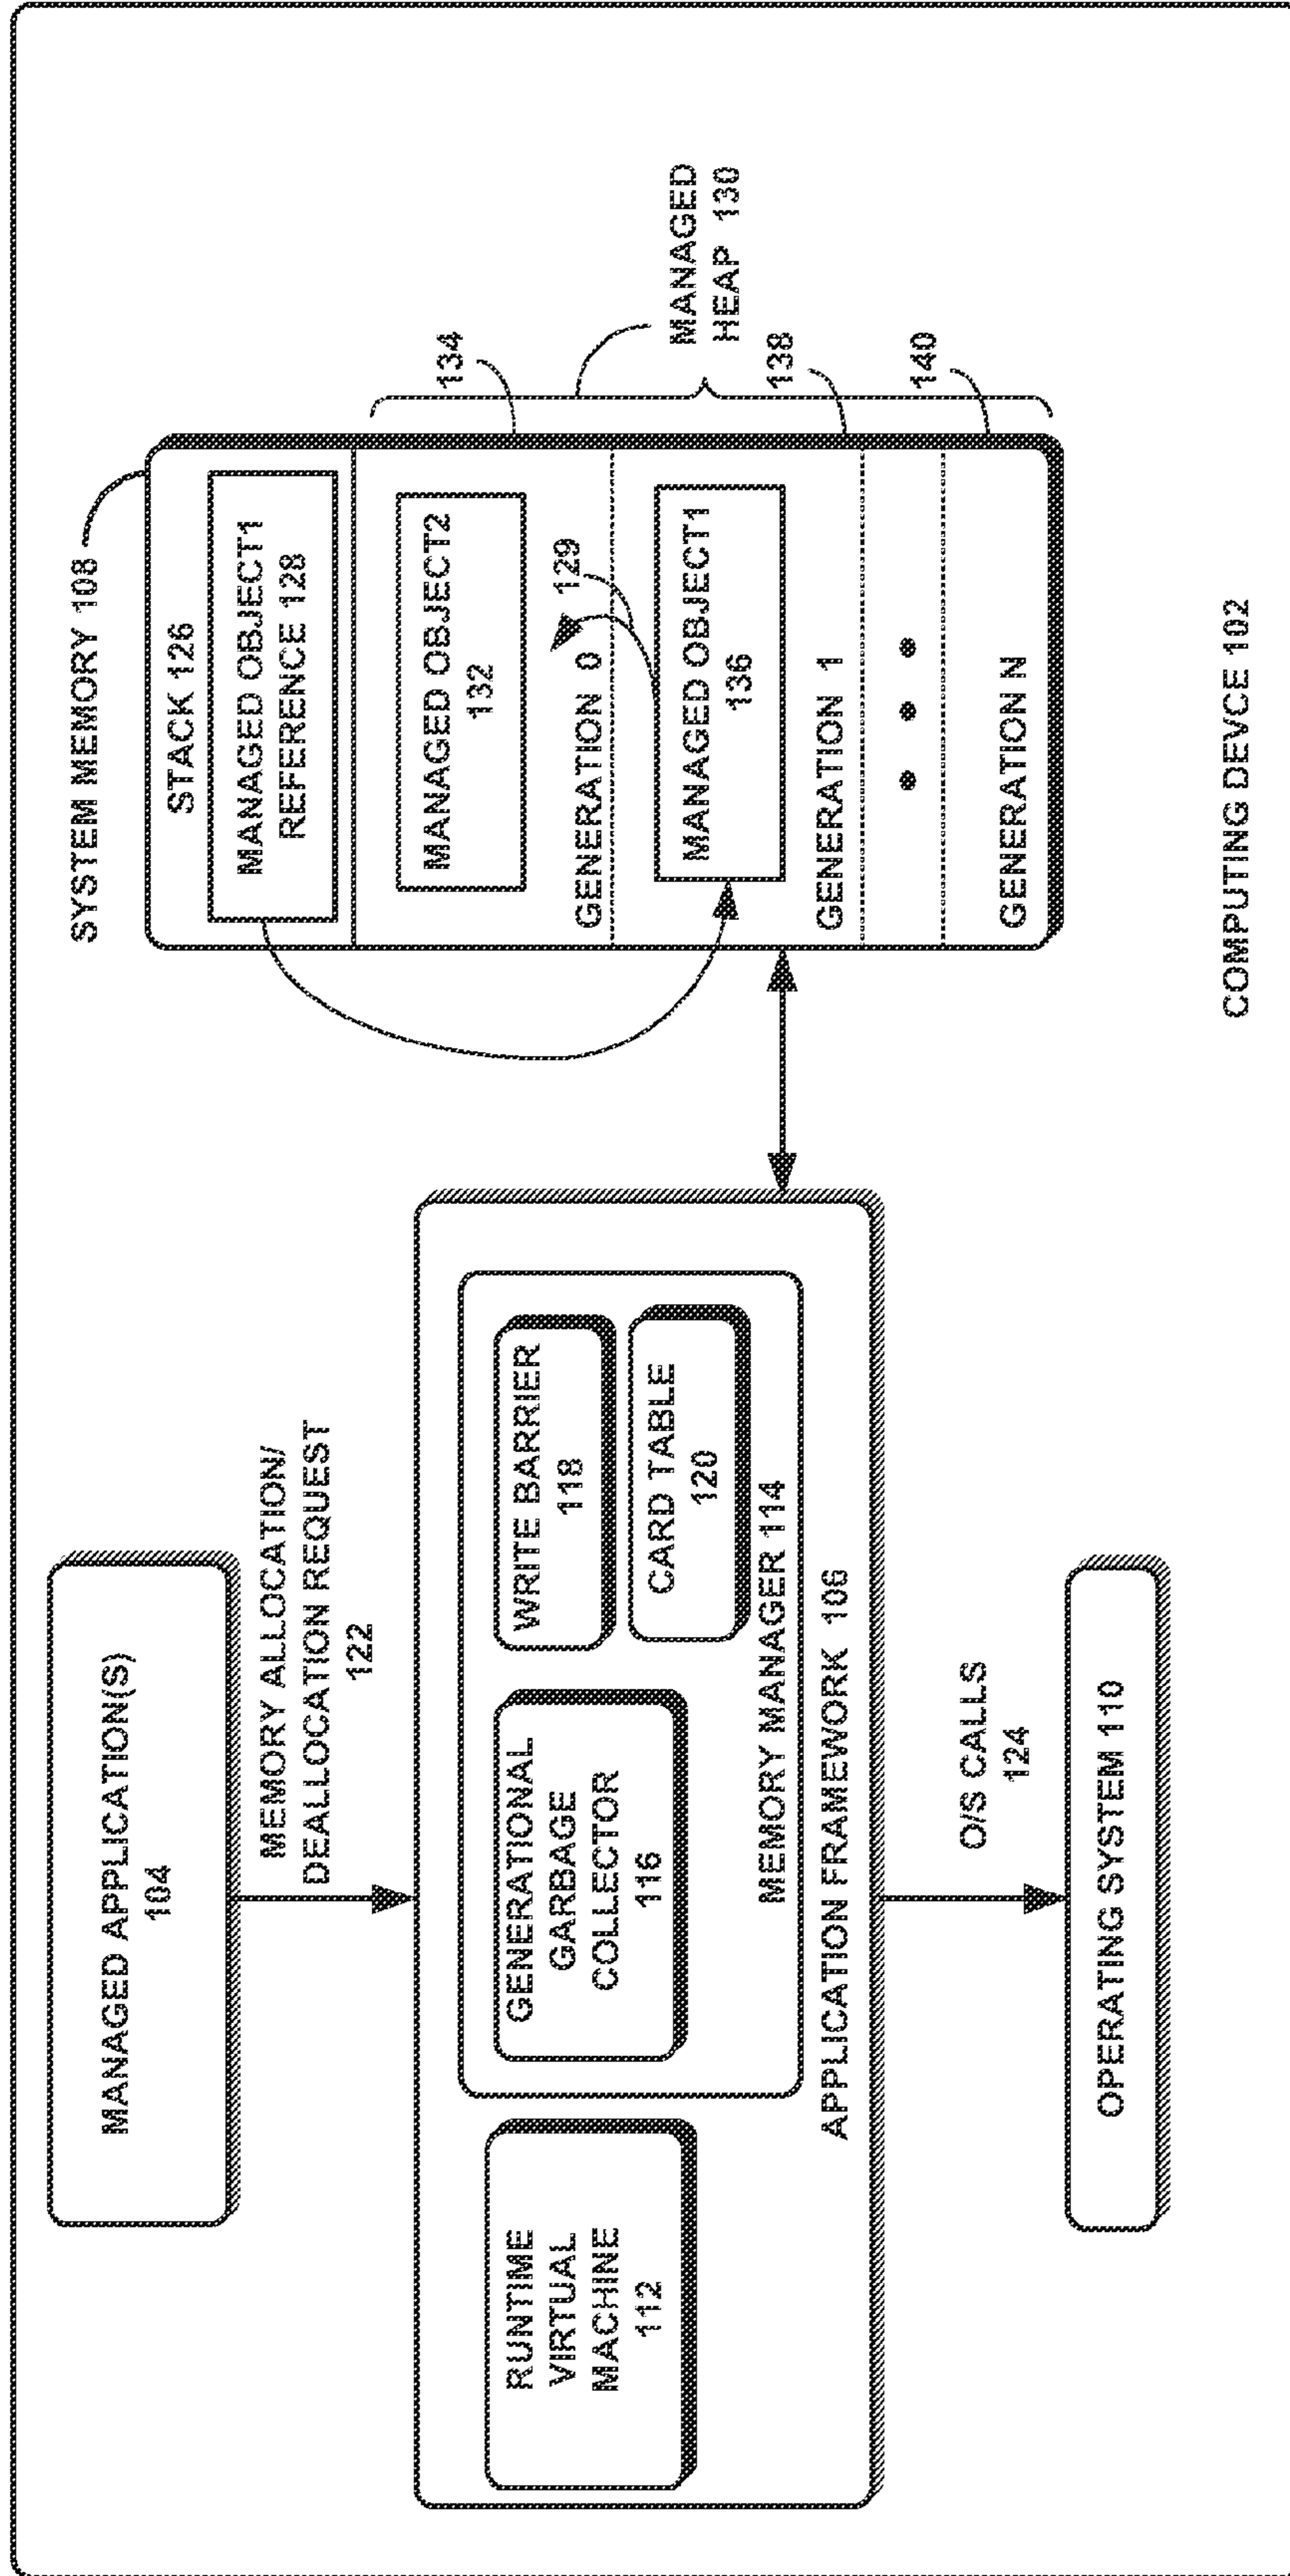 MANAGED APPLICATION(S)
104
MEMORY ALLOCATION/
DEALLOCATION REQUEST
122
RUNTIME
VIRTUAL
MACHINE
112
GENERATIONAL
GARBAGE
COLLECTOR
116
WRITE BARRIER
118
CARD TABLE
120
MEMORY MANAGER 114
APPLICATION FRAMEWORK 106
O/S CALLS
124
OPERATING SYSTEM 110
SYSTEM MEMORY 108
STACK 126
MANAGED OBJECT1
REFERENCE 128
MANAGED OBJECT2
132
GENERATION 0
129
134
MANAGED OBJECT1
136
GENERATION 1
MANAGED
HEAP 130
138
140
GENERATION N
COMPUTING DEVCE 102